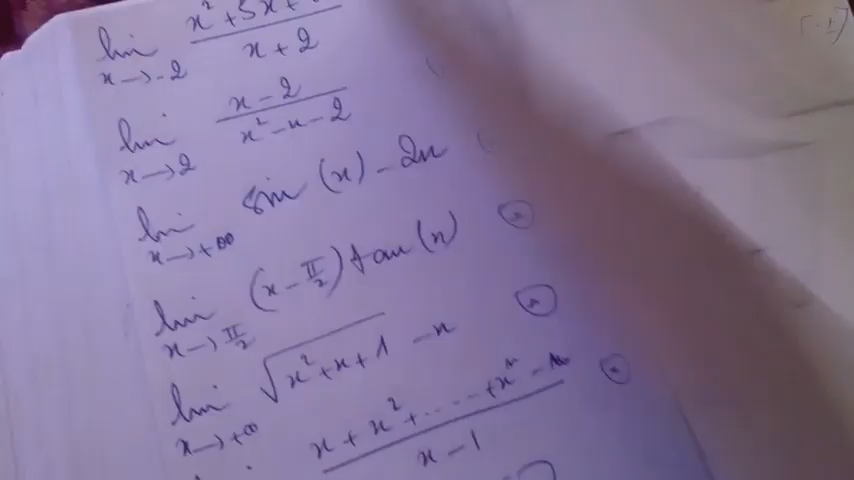 lim x→-2 x²+5x+ / x+2
lim x→2 x-2 / x²-x-2
lim x→+∞ sin(x)-2x
lim x→π/2 (x-π/2)tan(x)
lim x→+∞ √(x²+x+1) -x
x+x²+.....+xⁿ-n / x-1